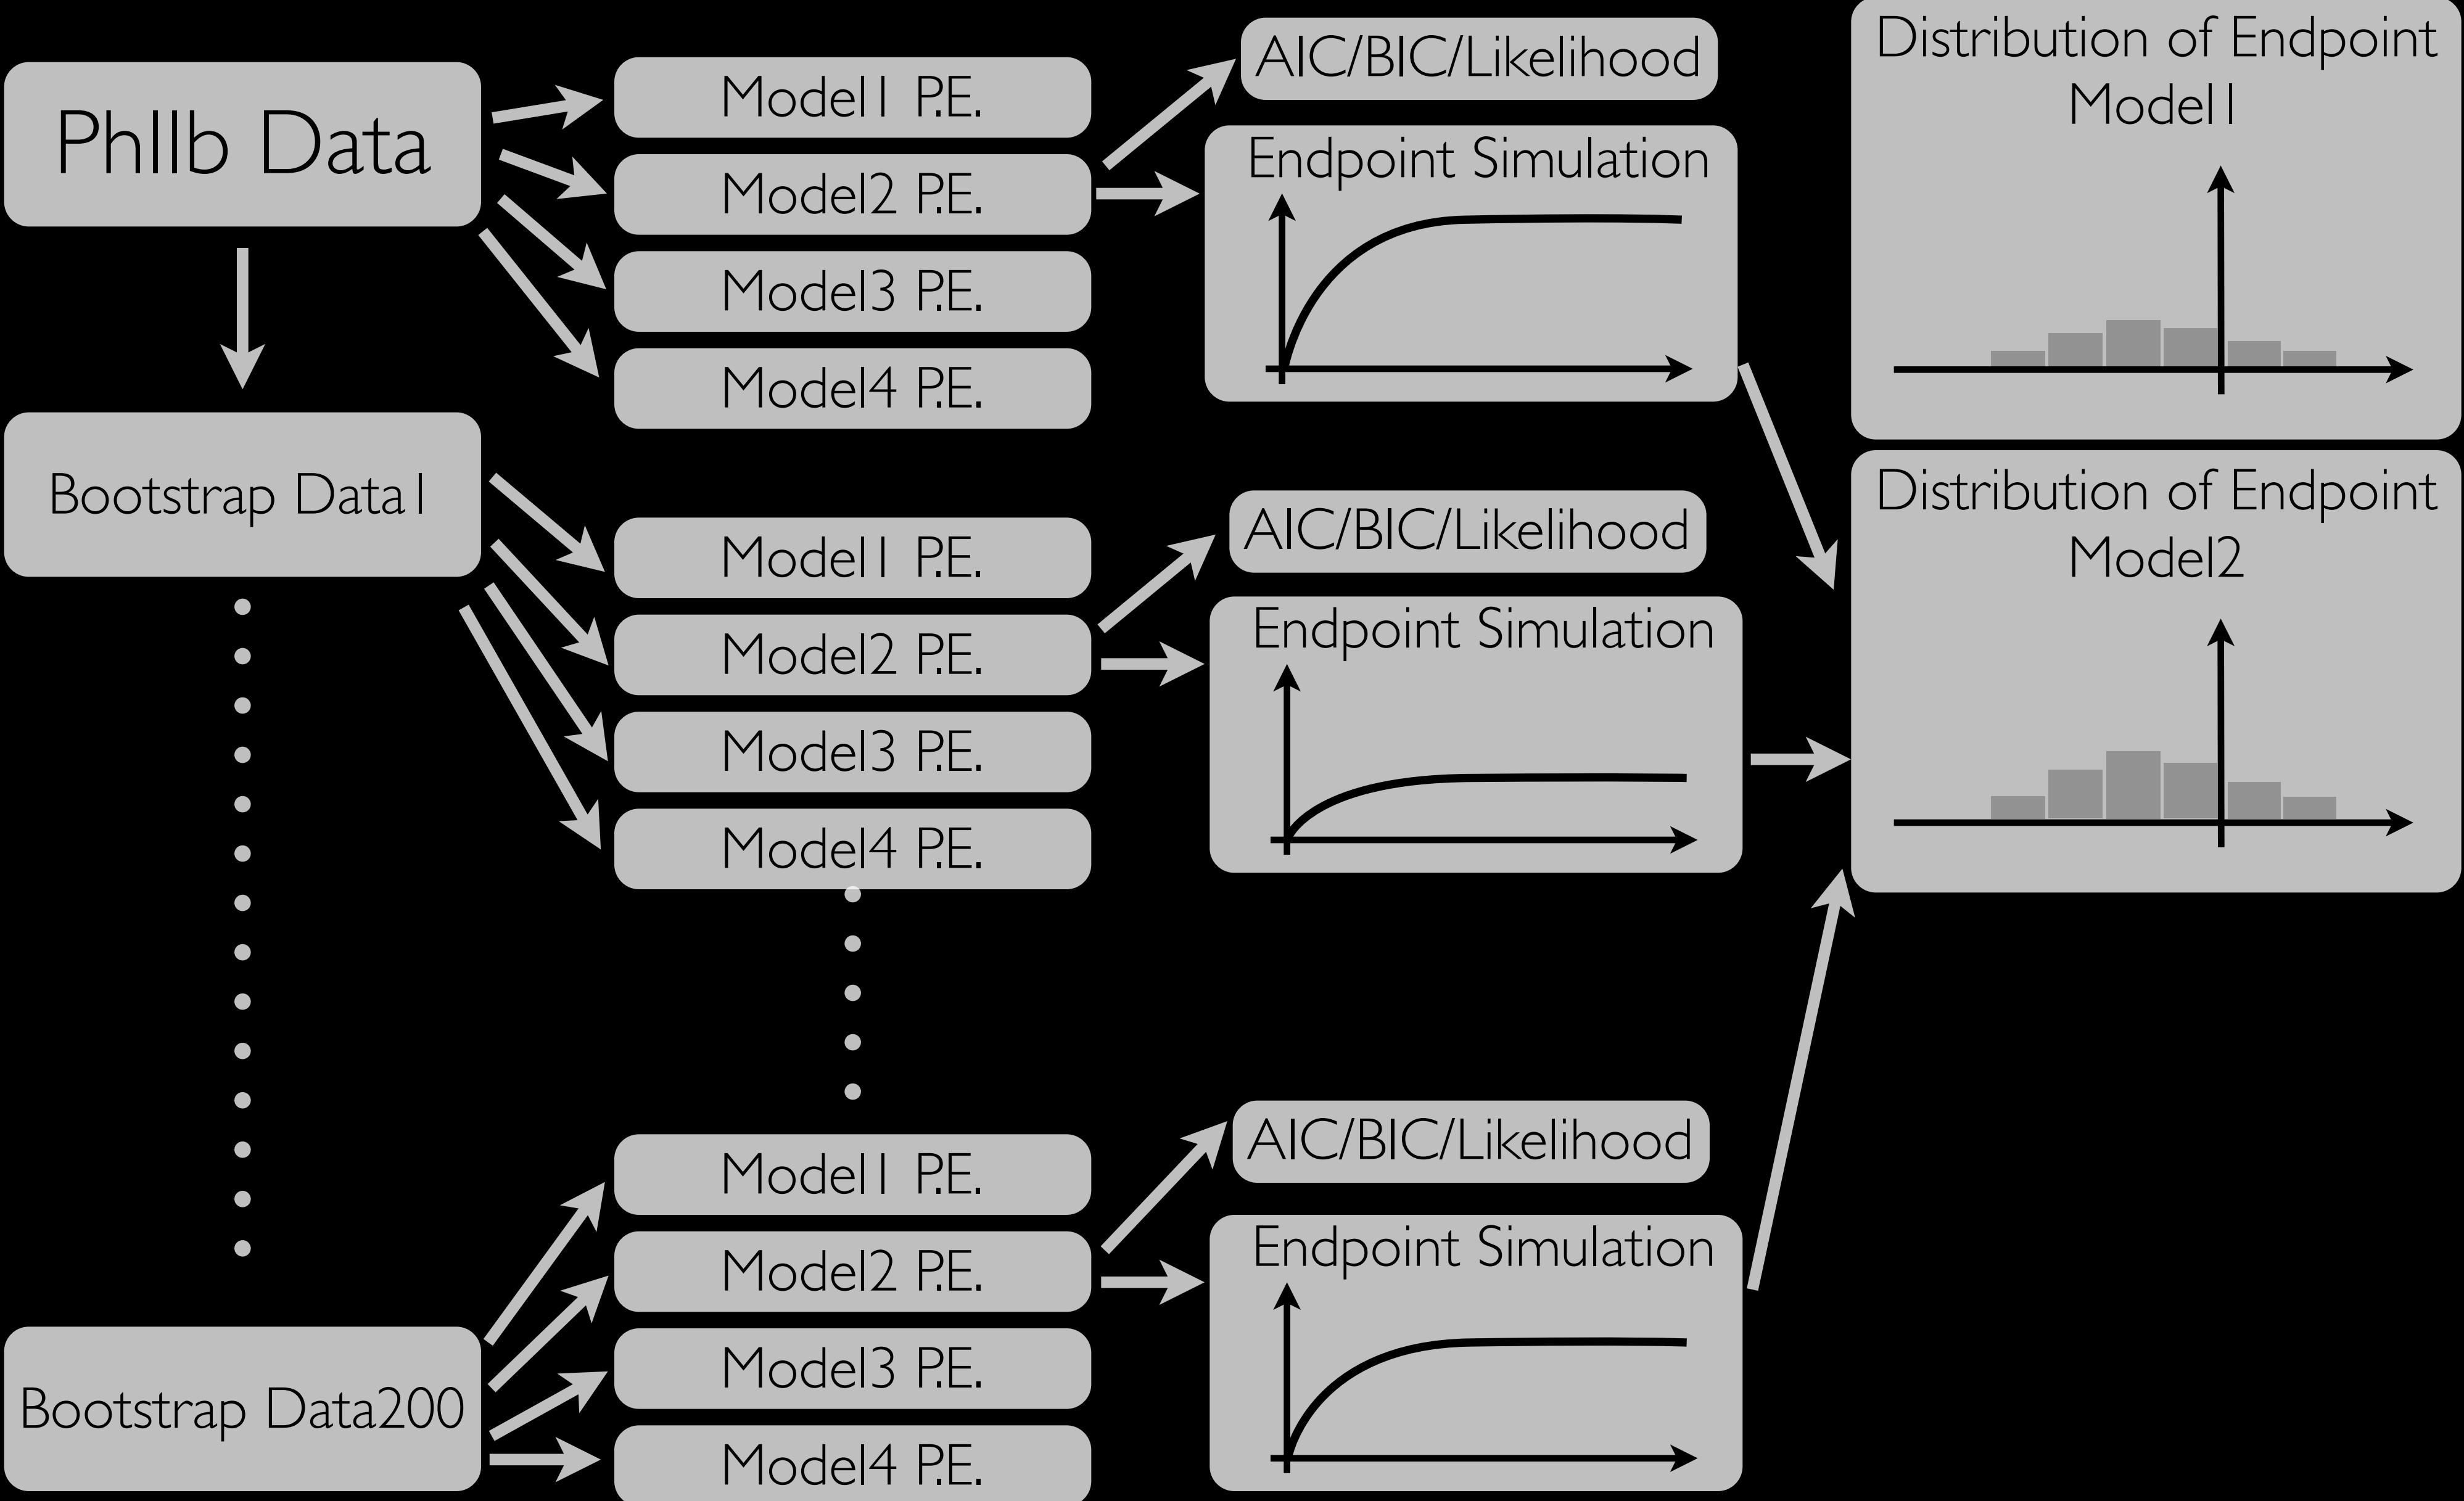 PhIIb Data
Model1 P.E.
Model2 P.E.
Model3 P.E.
Model4 P.E.
AIC/BIC/Likelihood
Endpoint Simulation
Distribution of Endpoint
Model1
Bootstrap Data1
Model1 P.E.
Model2 P.E.
Model3 P.E.
Model4 P.E.
AIC/BIC/Likelihood
Endpoint Simulation
Distribution of Endpoint
Model2
Bootstrap Data200
Model1 P.E.
Model2 P.E.
Model3 P.E.
Model4 P.E.
AIC/BIC/Likelihood
Endpoint Simulation